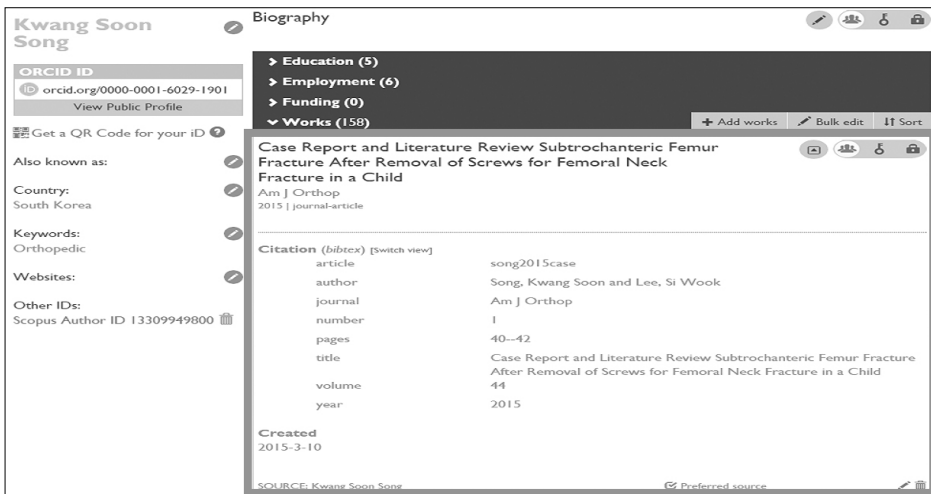 Kwang Soon
Song
ORCID ID
iD orcid.org/0000-0001-6029-1901
View Public Profile
Get a QR Code for your iD ?
Also known as:
Country:
South Korea
Keywords:
Orthopedic
Websites:
Other IDs:
Scopus Author ID 13309949800
Biography
Education (5)
Employment (6)
Funding (0)
Works (158)
+ Add works Bulk edit Sort
Case Report and Literature Review Subtrochanteric Femur
Fracture After Removal of Screws for Femoral Neck
Fracture in a Child
Am J Orthop
2015 | journal-article
Citation (bibtex) [Switch view]
article song2015case
author Song, Kwang Soon and Lee, Si Wook
journal Am J Orthop
number 1
pages 40--42
title Case Report and Literature Review Subtrochanteric Femur Fracture
After Removal of Screws for Femoral Neck Fracture in a Child
volume 44
year 2015
Created
2015-3-10
SOURCE: Kwang Soon Song Preferred source